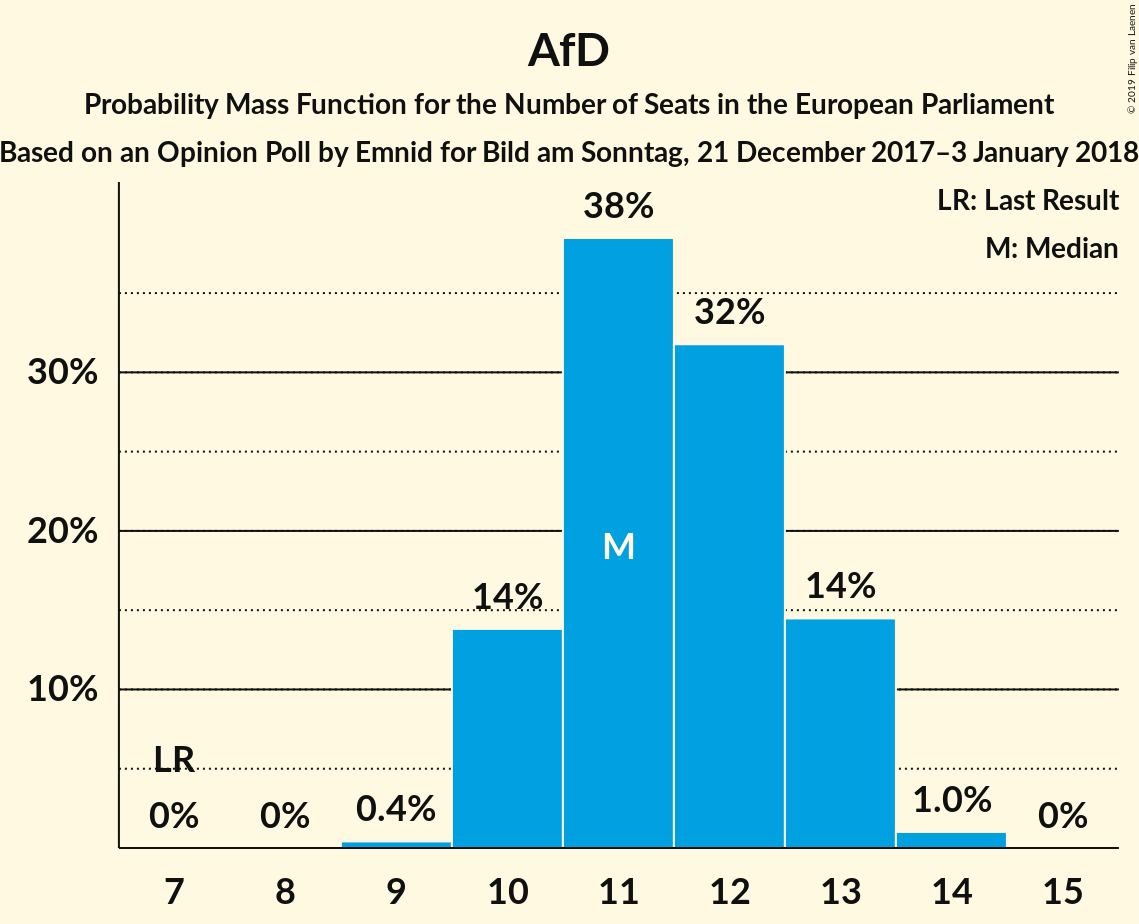 AfD
Probability Mass Function for the Number of Seats in the European Parliament
Based on an Opinion Poll by Emnid for Bild am Sonntag, 21 December 2017–3 January 2018
© 2019 Filip van Laenen
LR: Last Result
M: Median
38%
32%
30%
20%
M
14%
14%
10%
LR
0%
0%
0.4%
1.0%
0%
7 8 9 10 11 12 13 14 15